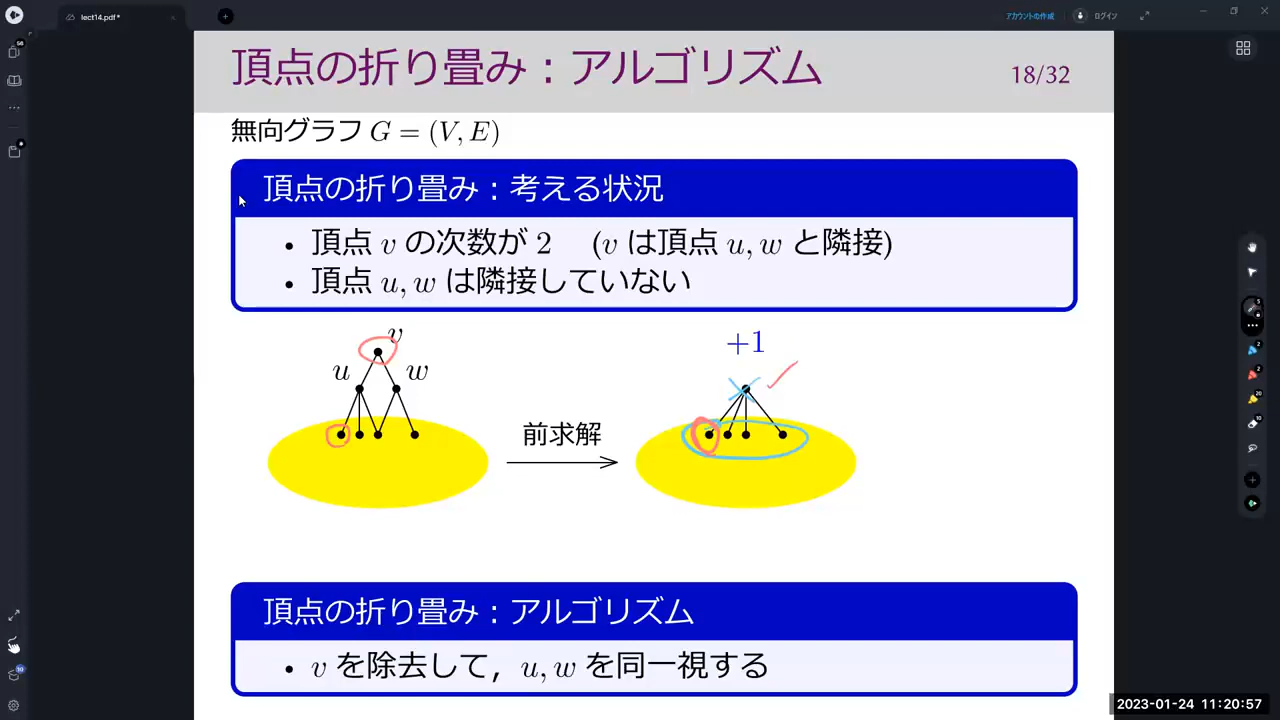 lect14.pdf*
アカウントの作成
ログイン
頂点の折り畳み：アルゴリズム
18/32
無向グラフ G = (V, E)
頂点の折り畳み：考える状況
• 頂点 v の次数が 2 (v は頂点 u, w と隣接)
• 頂点 u, w は隣接していない
v
u
w
+1
前求解
頂点の折り畳み：アルゴリズム
• v を除去して，u, w を同一視する
2023-01-24 11:20:57